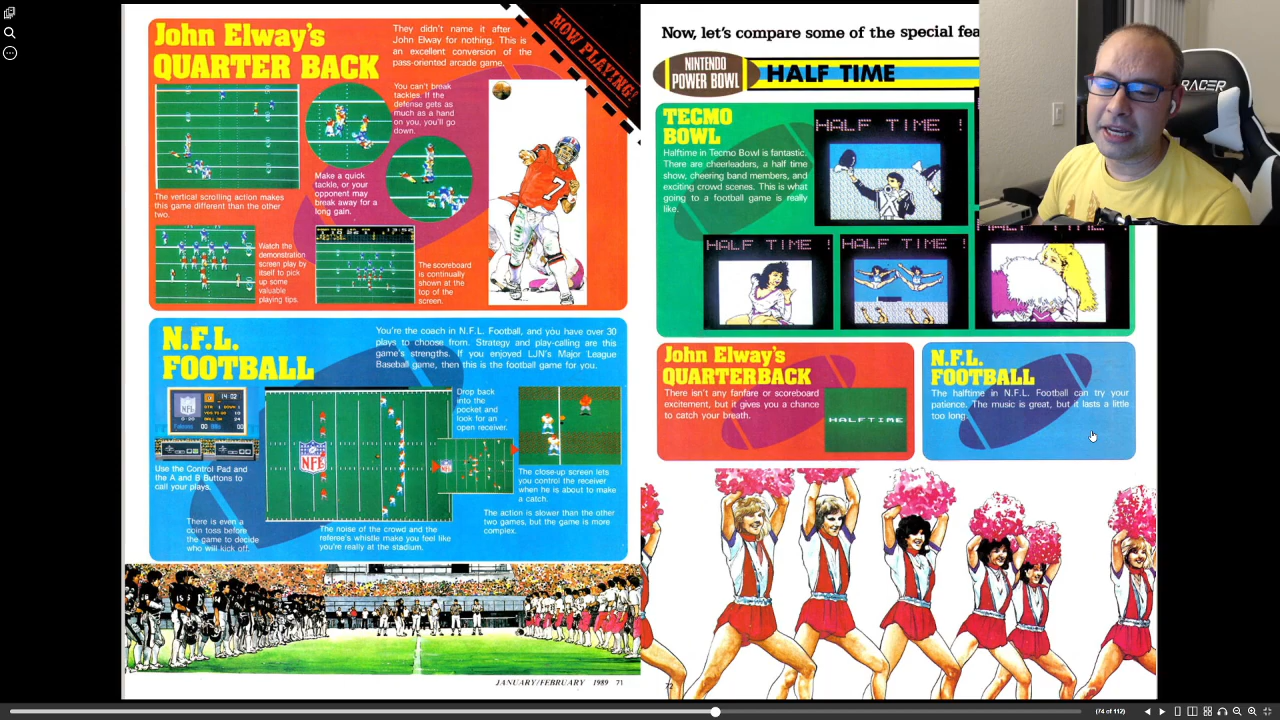 John Elway's
QUARTER BACK
They didn't name it after
John Elway for nothing. This is
an excellent conversion of the
pass-oriented arcade game.
NOW PLAYING!
You can't break
tackles. If the
defense gets as
much as a hand
on you, you'll go
down.
Make a quick
tackle, or your
opponent may
break away for a
long gain.
The vertical scrolling action makes
this game different than the other
two.
Watch the
demonstration
screen play by
itself to pick
up some
valuable
playing tips.
The scoreboard
is continually
shown at the
top of the
screen.
7
N.F.L.
FOOTBALL
You're the coach in N.F.L. Football, and you have over 30
plays to choose from. Strategy and play-calling are this
game's strengths. If you enjoyed LJN's Major League
Baseball game, then this is the football game for you.
Use the Control Pad and
the A and B Buttons to
call your plays.
There is even a
coin toss before
the game to decide
who will kick off.
NFL
The noise of the crowd and the
referee's whistle make you feel like
you're really at the stadium.
Drop back
into the
pocket and
look for an
open receiver.
The close-up screen lets
you control the receiver
when he is about to make
a catch.
The action is slower than the other
two games, but the game is more
complex.
JANUARY/FEBRUARY 1989 71
Now, let's compare some of the special fea
NINTENDO
POWER BOWL
HALF TIME
TECMO
BOWL
Halftime in Tecmo Bowl is fantastic.
There are cheerleaders, a half time
show, cheering band members, and
exciting crowd scenes. This is what
going to a football game is really
like.
HALF TIME !
HALF TIME !
HALF TIME !
HALF TIME !
John Elway's
QUARTERBACK
There isn't any fanfare or scoreboard
excitement, but it gives you a chance
to catch your breath.
HALFTIME
N.F.L.
FOOTBALL
The halftime in N.F.L. Football can try your
patience. The music is great, but it lasts a little
too long.
72
RACER
(74 of 112)